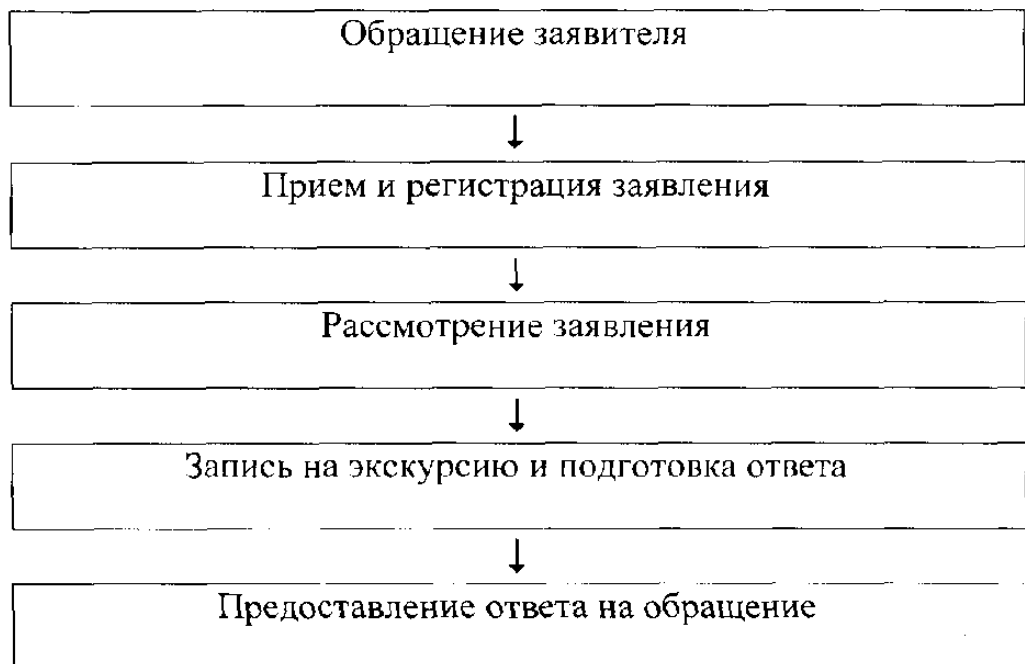 Обращение заявителя
Прием и регистрация заявления
Рассмотрение заявления
Запись на экскурсию и подготовка ответа
Предоставление ответа на обращение